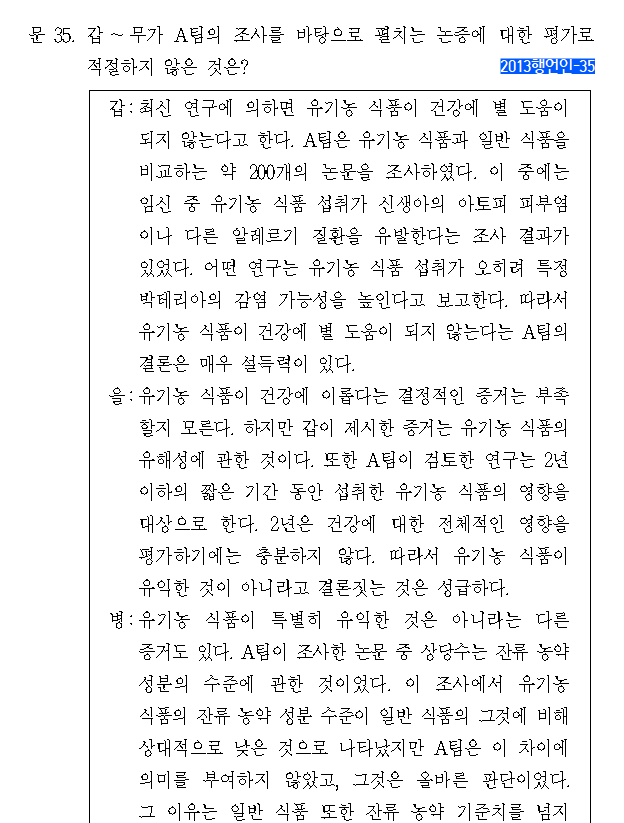 문 35. 갑 ~ 무가 A팀의 조사를 바탕으로 펼치는 논증에 대한 평가로
적절하지 않은 것은?
2013행언인-35
갑: 최신 연구에 의하면 유기농 식품이 건강에 별 도움이
되지 않는다고 한다. A팀은 유기농 식품과 일반 식품을
비교하는 약 200개의 논문을 조사하였다. 이 중에는
임신 중 유기농 식품 섭취가 신생아의 아토피 피부염
이나 다른 알레르기 질환을 유발한다는 조사 결과가
있었다. 어떤 연구는 유기농 식품 섭취가 오히려 특정
박테리아의 감염 가능성을 높인다고 보고한다. 따라서
유기농 식품이 건강에 별 도움이 되지 않는다는 A팀의
결론은 매우 설득력이 있다.
을: 유기농 식품이 건강에 이롭다는 결정적인 증거는 부족
할지 모른다. 하지만 갑이 제시한 증거는 유기농 식품의
유해성에 관한 것이다. 또한 A팀이 검토한 연구는 2년
이하의 짧은 기간 동안 섭취한 유기농 식품의 영향을
대상으로 한다. 2년은 건강에 대한 전체적인 영향을
평가하기에는 충분하지 않다. 따라서 유기농 식품이
유익한 것이 아니라고 결론짓는 것은 성급하다.
병: 유기농 식품이 특별히 유익한 것은 아니라는 다른
증거도 있다. A팀이 조사한 논문 중 상당수는 잔류 농약
성분의 수준에 관한 것이었다. 이 조사에서 유기농
식품의 잔류 농약 성분 수준이 일반 식품의 그것에 비해
상대적으로 낮은 것으로 나타났지만 A팀은 이 차이에
의미를 부여하지 않았고, 그것은 올바른 판단이었다.
그 이유는 일반 식품 또한 잔류 농약 기준치를 넘지